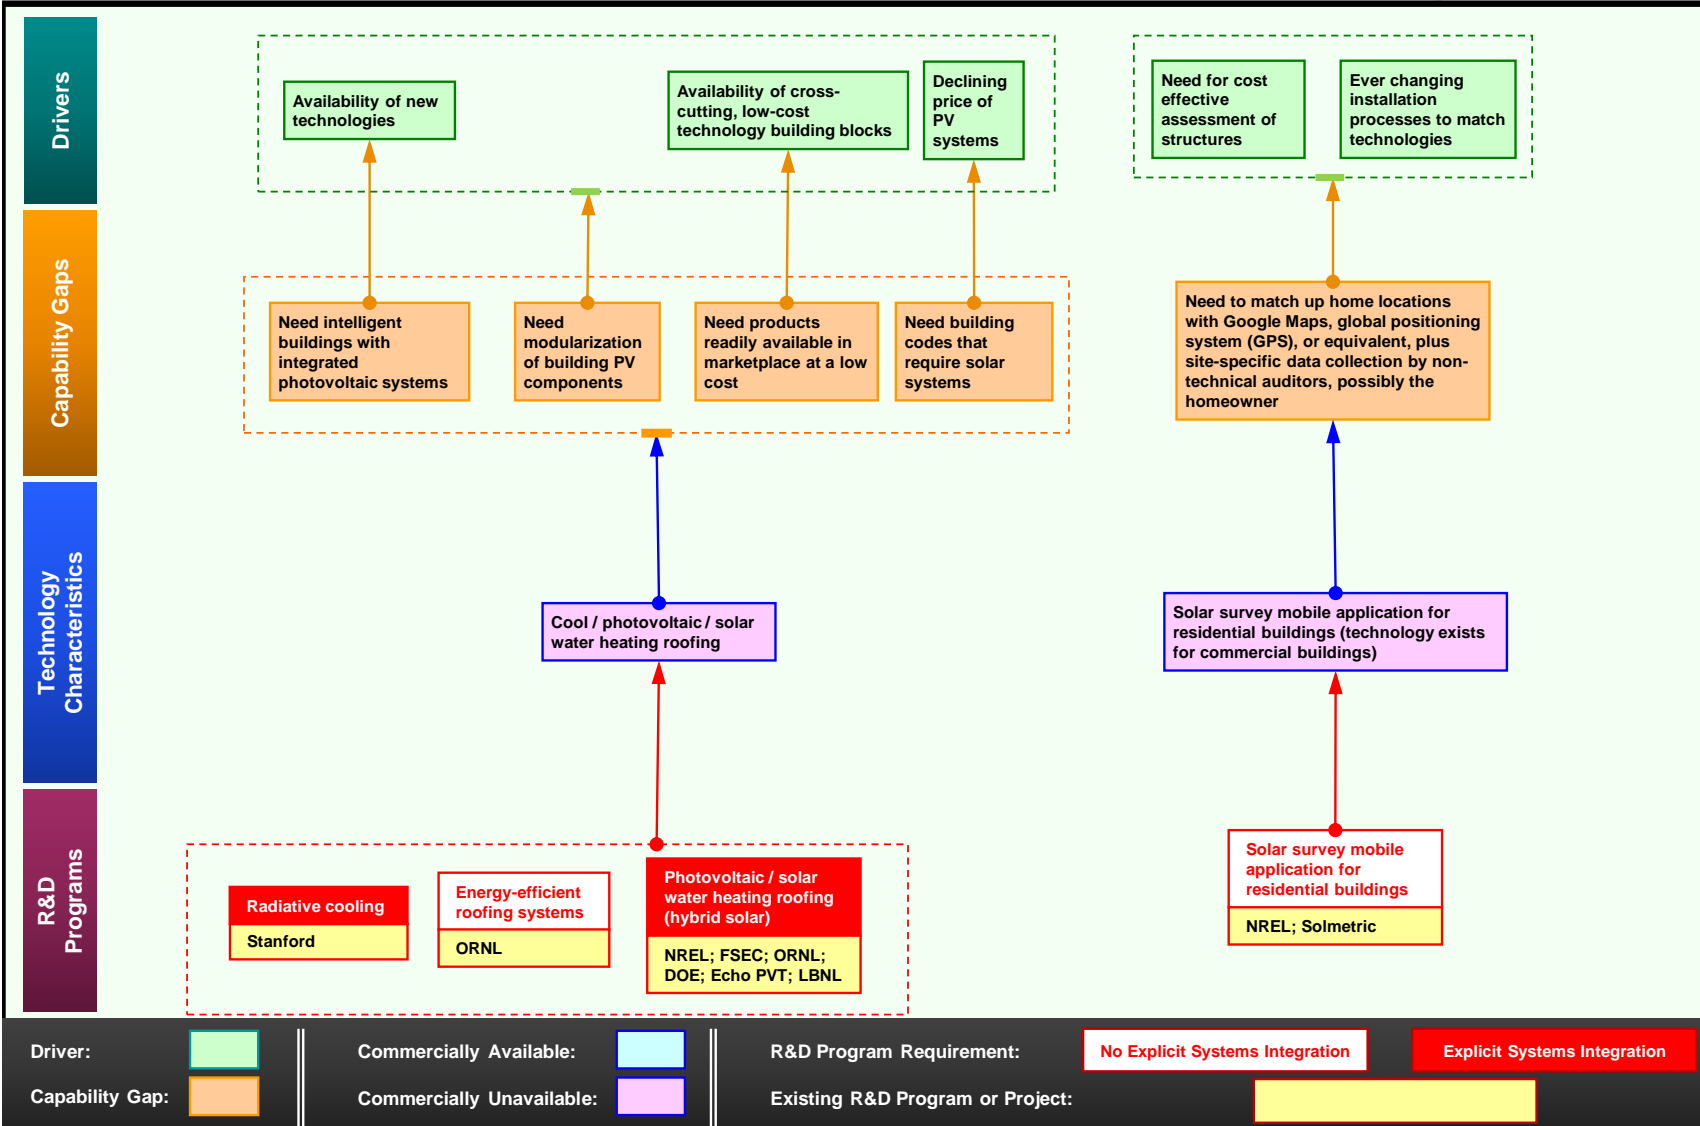 Drivers
Availability of new
technologies
Availability of cross-
cutting, low-cost
technology building blocks
Declining
price of
PV
systems
Need for cost
effective
assessment of
structures
Ever changing
installation
processes to match
technologies
Capability Gaps
Need intelligent
buildings with
integrated
photovoltaic systems
Need
modularization
of building PV
components
Need products
readily available in
marketplace at a low
cost
Need building
codes that
require solar
systems
Need to match up home locations
with Google Maps, global positioning
system (GPS), or equivalent, plus
site-specific data collection by non-
technical auditors, possibly the
homeowner
Technology
Characteristics
Cool / photovoltaic / solar
water heating roofing
Solar survey mobile application for
residential buildings (technology exists
for commercial buildings)
R&D
Programs
Radiative cooling
Stanford
Energy-efficient
roofing systems
ORNL
Photovoltaic / solar
water heating roofing
(hybrid solar)
NREL; FSEC; ORNL;
DOE; Echo PVT; LBNL
Solar survey mobile
application for
residential buildings
NREL; Solmetric
Driver:
Capability Gap:
Commercially Available:
Commercially Unavailable:
R&D Program Requirement:
No Explicit Systems Integration
Explicit Systems Integration
Existing R&D Program or Project: